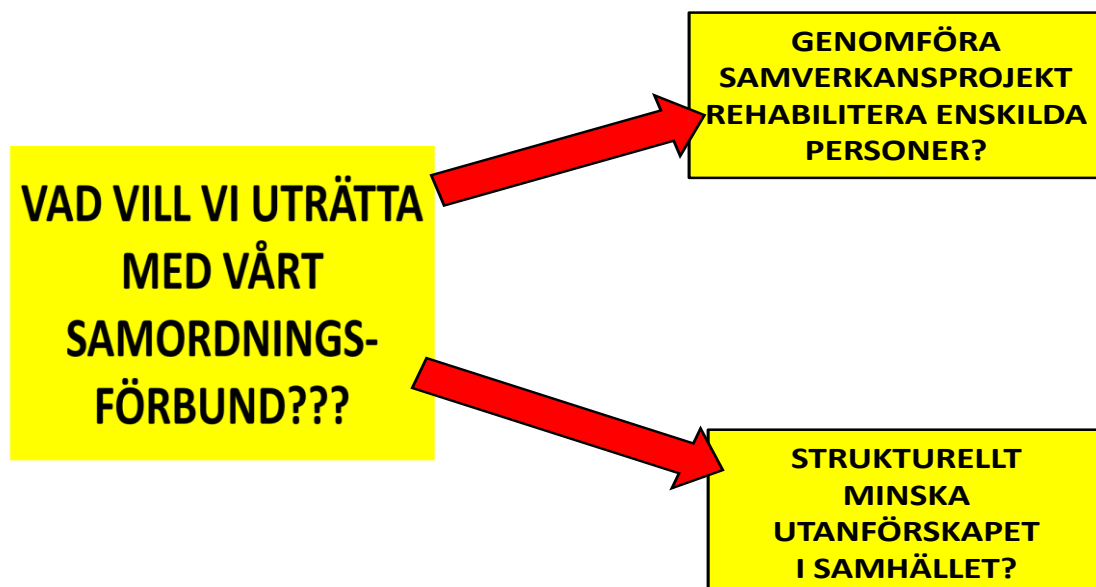 VAD VILL VI UTRÄTTA
MED VÅRT
SAMORDNINGS-
FÖRBUND???
GENOMFÖRA
SAMVERKANSPROJEKT
REHABILITERA ENSKILDA
PERSONER?
STRUKTURELLT
MINSKA
UTANFÖRSKAPET
I SAMHÄLLET?